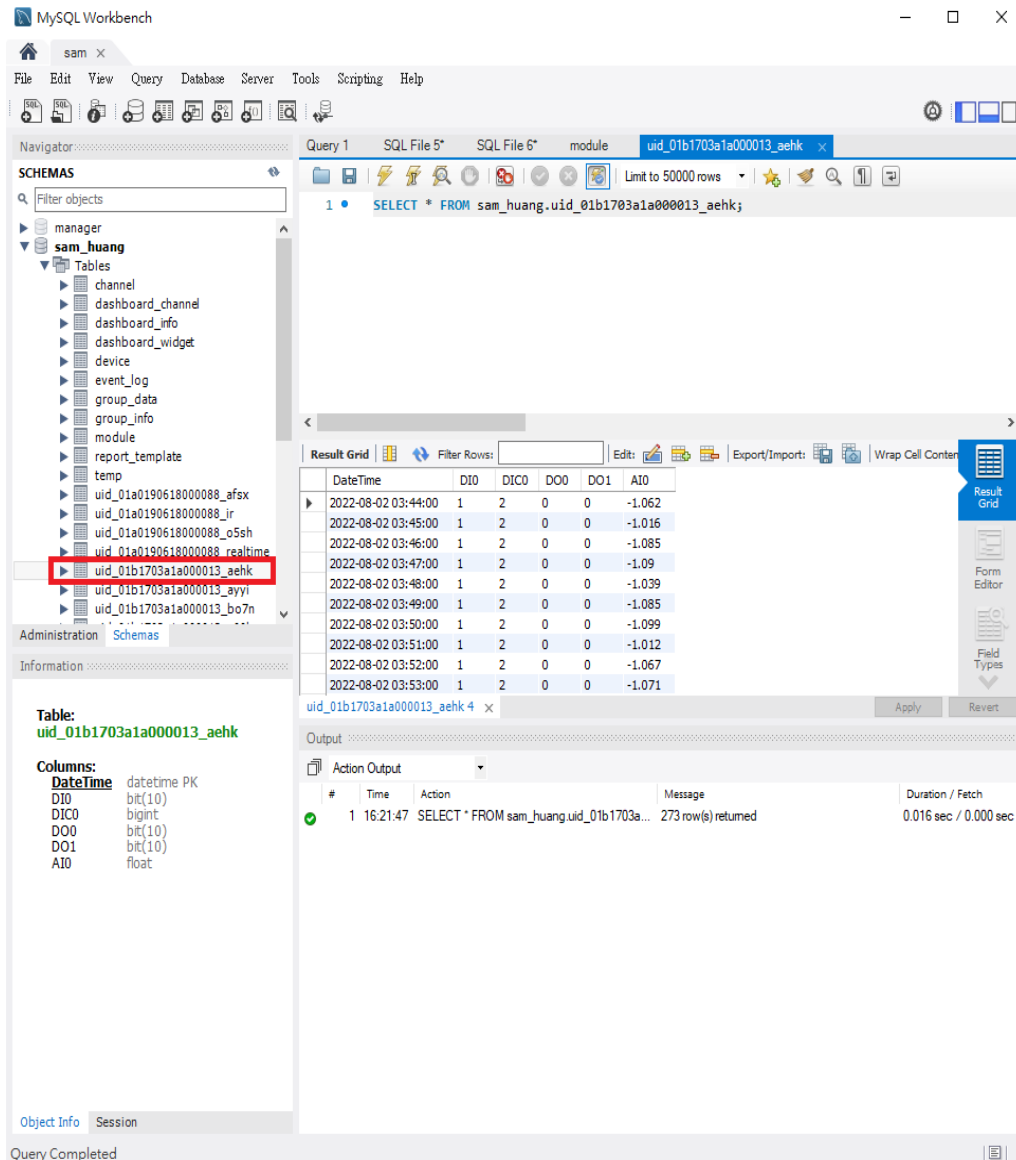 MySQL Workbench
sam
File Edit View Query Database Server Tools Scripting Help
Navigator
SCHEMAS
Filter objects
manager
sam_huang
Tables
channel
dashboard_channel
dashboard_info
dashboard_widget
device
event_log
group_data
group_info
module
report_template
temp
uid_01a0190618000088_afsx
uid_01a0190618000088_ir
uid_01a0190618000088_o5sh
uid_01a0190618000088_realtime
uid_01b1703a1a000013_aehk
uid_01b1703a1a000013_ayyi
uid_01b1703a1a000013_bo7n
Administration Schemas
Information
Table:
uid_01b1703a1a000013_aehk
Columns:
DateTime datetime PK
DI0 bit(10)
DIC0 bigint
DO0 bit(10)
DO1 bit(10)
AI0 float
Object Info Session
Query Completed
Query 1 SQL File 5* SQL File 6* module uid_01b1703a1a000013_aehk
Limit to 50000 rows
1 SELECT * FROM sam_huang.uid_01b1703a1a000013_aehk;
Result Grid Filter Rows: Edit: Export/Import: Wrap Cell Conten
DateTime DI0 DIC0 DO0 DO1 AI0
2022-08-02 03:44:00 1 2 0 0 -1.062
2022-08-02 03:45:00 1 2 0 0 -1.016
2022-08-02 03:46:00 1 2 0 0 -1.085
2022-08-02 03:47:00 1 2 0 0 -1.09
2022-08-02 03:48:00 1 2 0 0 -1.039
2022-08-02 03:49:00 1 2 0 0 -1.085
2022-08-02 03:50:00 1 2 0 0 -1.099
2022-08-02 03:51:00 1 2 0 0 -1.012
2022-08-02 03:52:00 1 2 0 0 -1.067
2022-08-02 03:53:00 1 2 0 0 -1.071
Result
Grid
Form
Editor
Field
Types
uid_01b1703a1a000013_aehk 4
Apply Revert
Output
Action Output
# Time Action Message Duration / Fetch
1 16:21:47 SELECT * FROM sam_huang.uid_01b1703a... 273 row(s) returned 0.016 sec / 0.000 sec